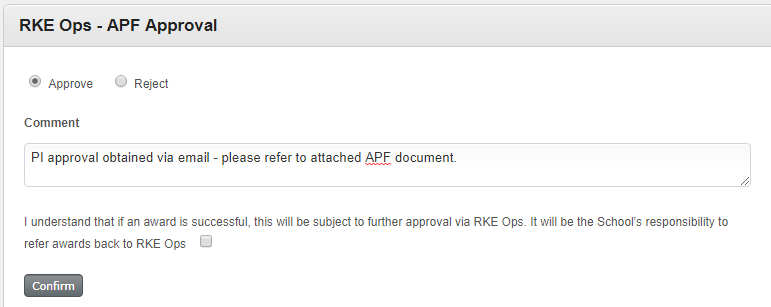 RKE Ops - APF Approval
Approve Reject
Comment
PI approval obtained via email - please refer to attached APF document.
I understand that if an award is successful, this will be subject to further approval via RKE Ops. It will be the School's responsibility to
refer awards back to RKE Ops
Confirm